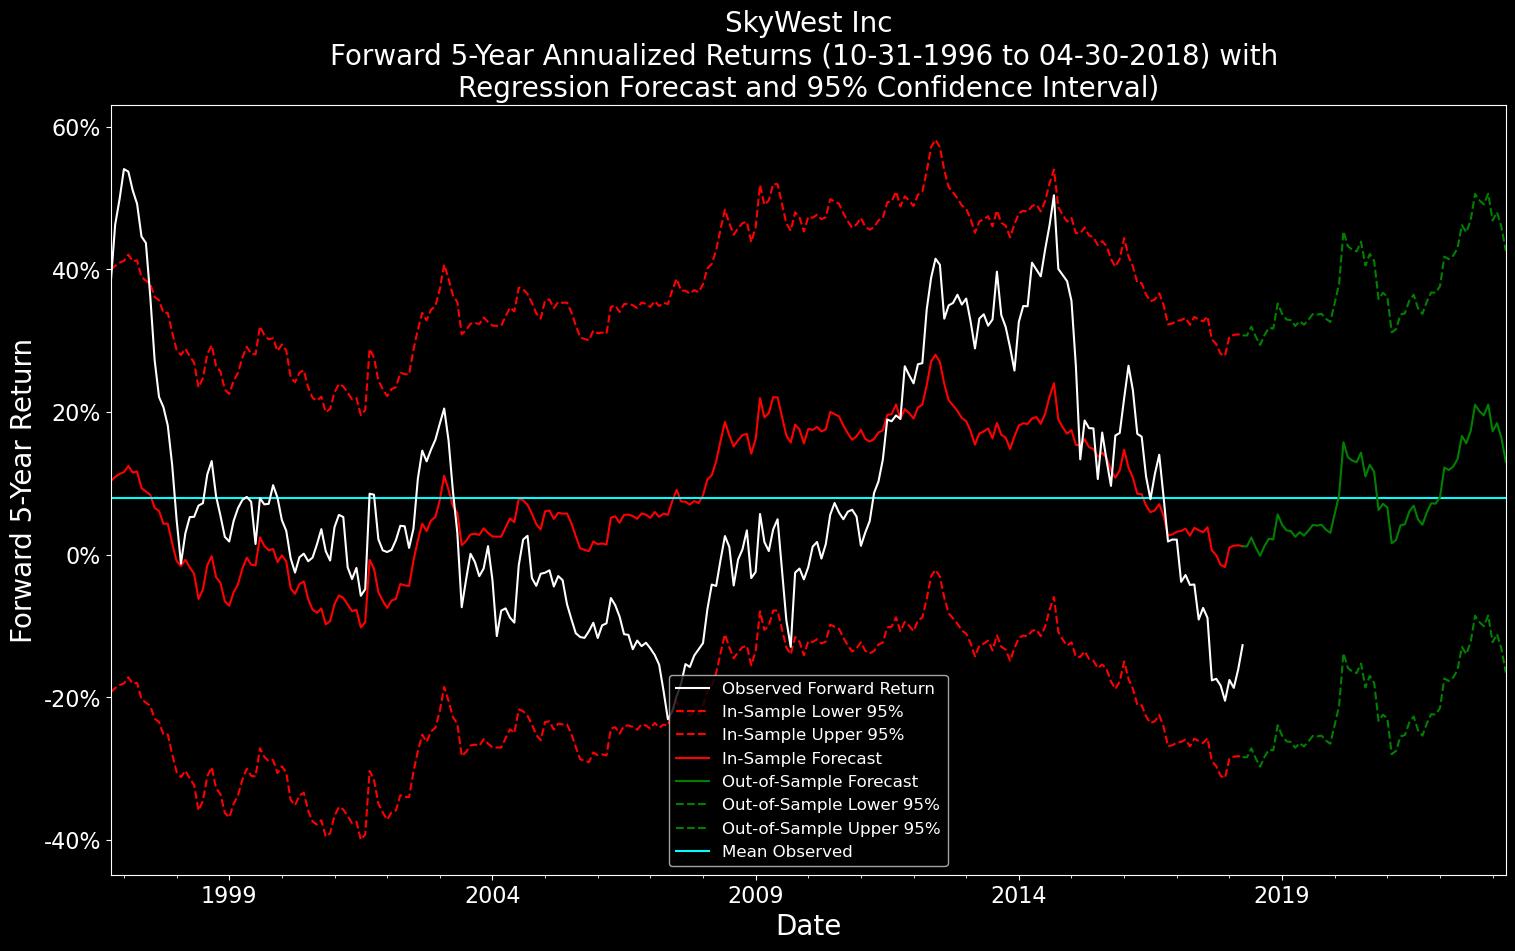 SkyWest Inc
Forward 5-Year Annualized Returns (10-31-1996 to 04-30-2018) with
Regression Forecast and 95% Confidence Interval)
60%
40%
20%
0%
-20%
-40%
Forward 5-Year Return
Observed Forward Return
In-Sample Lower 95%
In-Sample Upper 95%
In-Sample Forecast
Out-of-Sample Forecast
Out-of-Sample Lower 95%
Out-of-Sample Upper 95%
Mean Observed
1999 2004 2009 2014 2019
Date